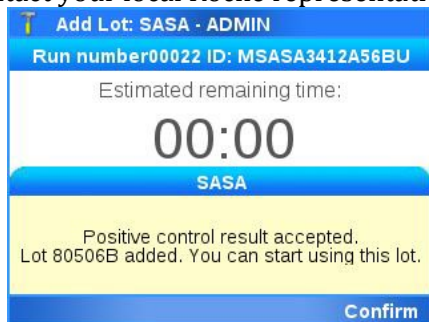 Add Lot: SASA - ADMIN
Run number00022 ID: MSASA3412A56BU
Estimated remaining time:
00:00
SASA
Positive control result accepted.
Lot 80506B added. You can start using this lot.
Confirm